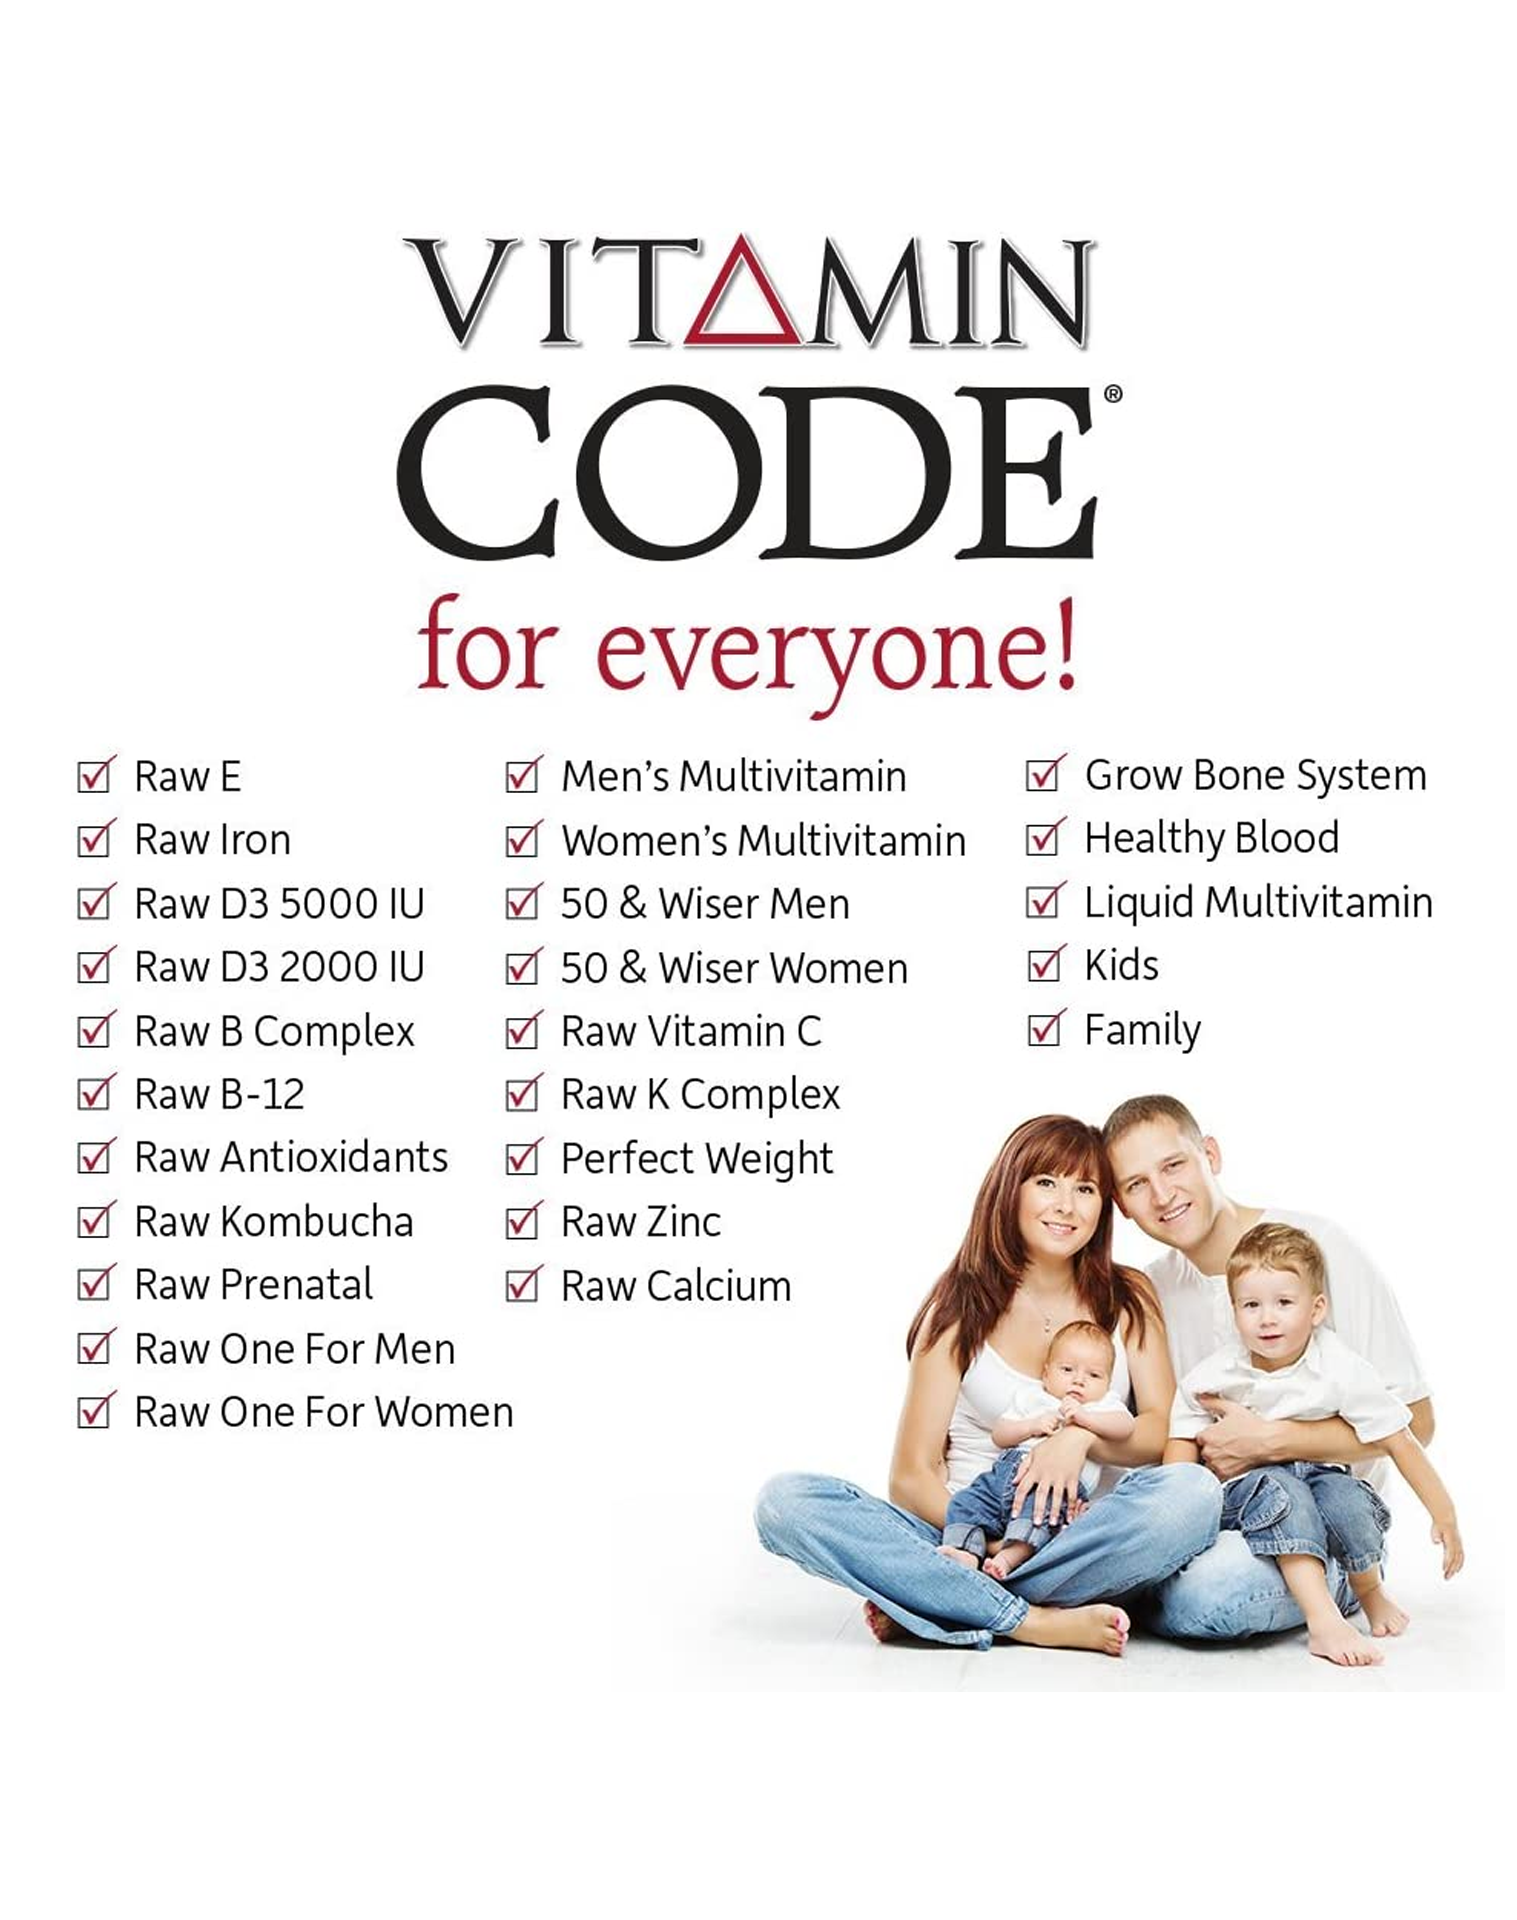 VITAMIN
CODE®
for everyone!
Raw E
Raw Iron
Raw D3 5000 IU
Raw D3 2000 IU
Raw B Complex
Raw B-12
Raw Antioxidants
Raw Kombucha
Raw Prenatal
Raw One For Men
Raw One For Women
Men’s Multivitamin
Women’s Multivitamin
50 & Wiser Men
50 & Wiser Women
Raw Vitamin C
Raw K Complex
Perfect Weight
Raw Zinc
Raw Calcium
Grow Bone System
Healthy Blood
Liquid Multivitamin
Kids
Family